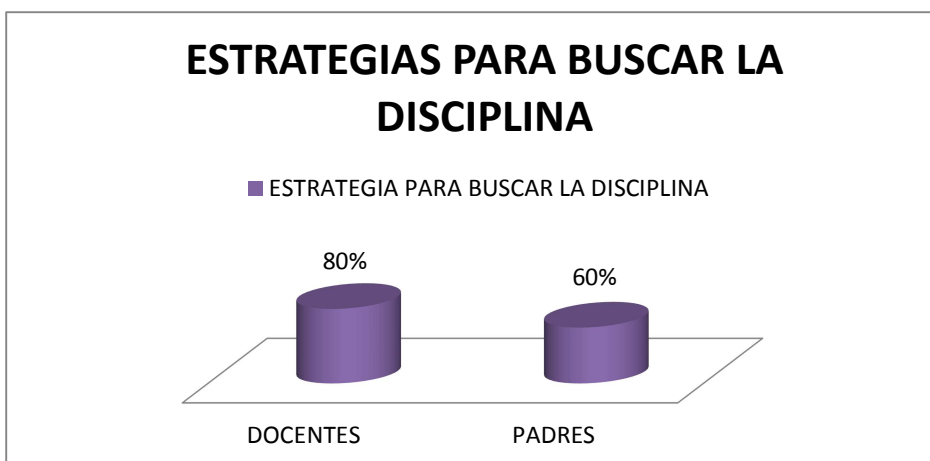 ESTRATEGIAS PARA BUSCAR LA
DISCIPLINA
ESTRATEGIA PARA BUSCAR LA DISCIPLINA
80%
60%
DOCENTES
PADRES